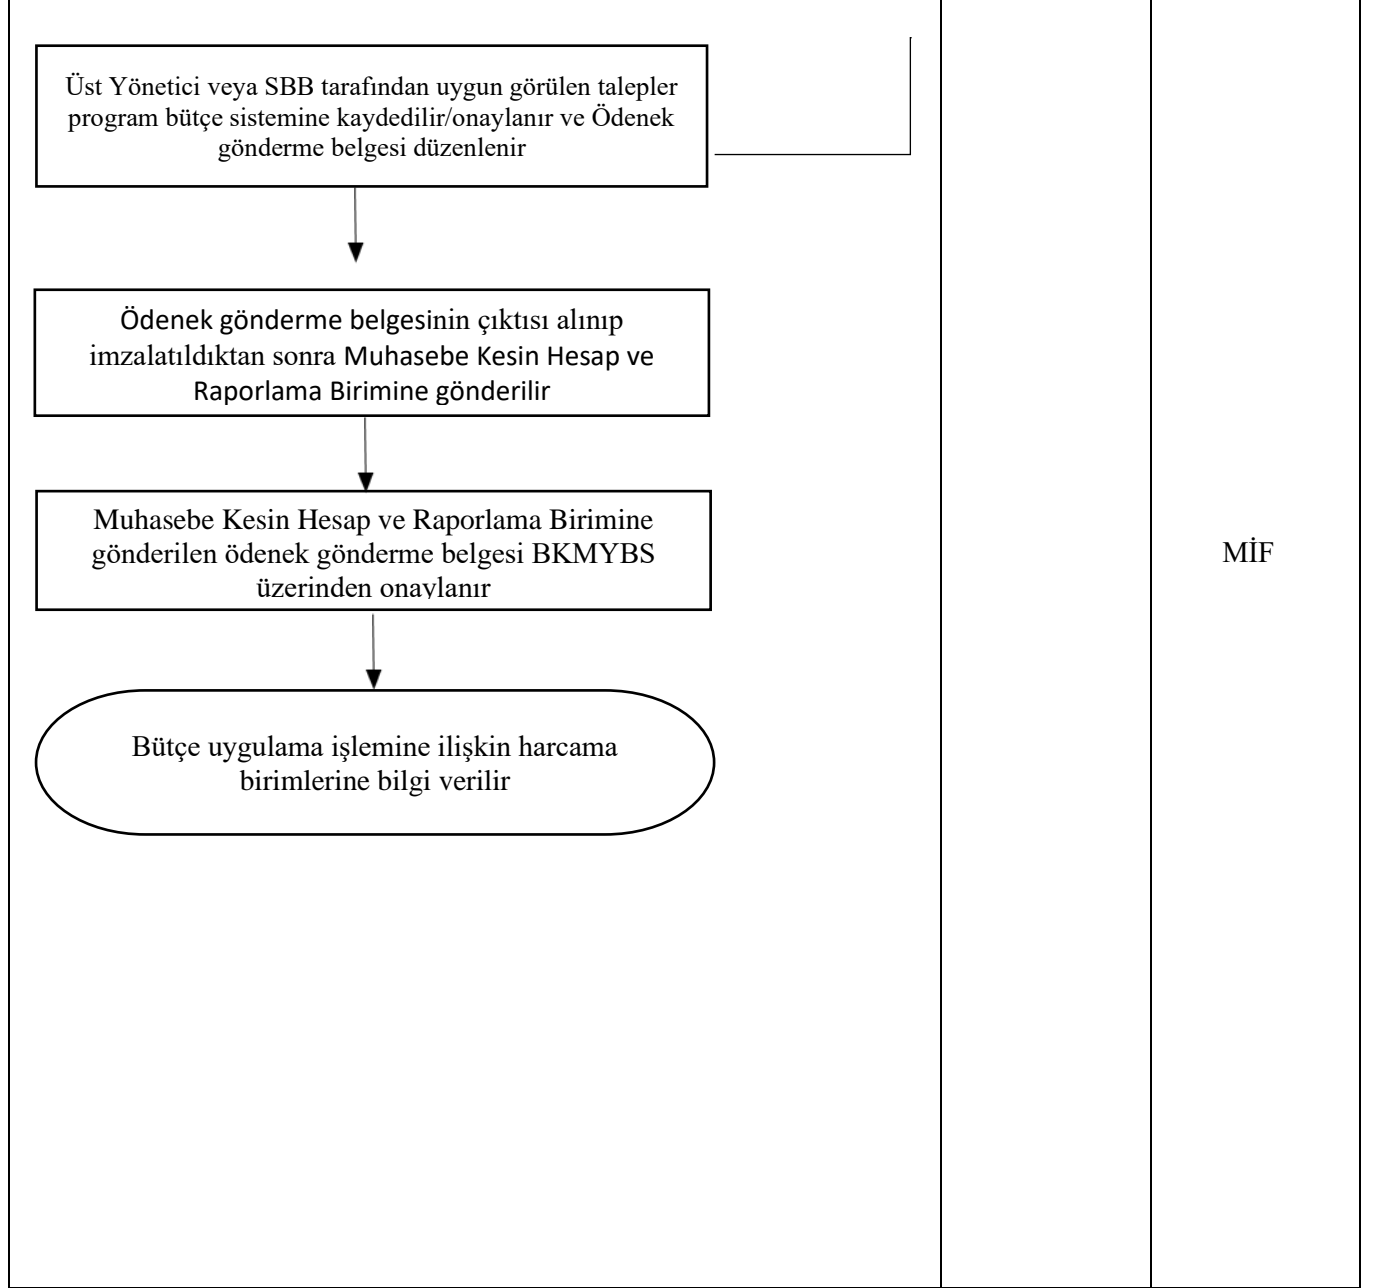 Üst Yönetici veya SBB tarafından uygun görülen talepler
program bütçe sistemine kaydedilir/onaylanır ve Ödenek
gönderme belgesi düzenlenir
Ödenek gönderme belgesinin çıktısı alınıp
imzalatıldıktan sonra Muhasebe Kesin Hesap ve
Raporlama Birimine gönderilir
Muhasebe Kesin Hesap ve Raporlama Birimine
gönderilen ödenek gönderme belgesi BKMYBS
üzerinden onaylanır
MİF
Bütçe uygulama işlemine ilişkin harcama
birimlerine bilgi verilir